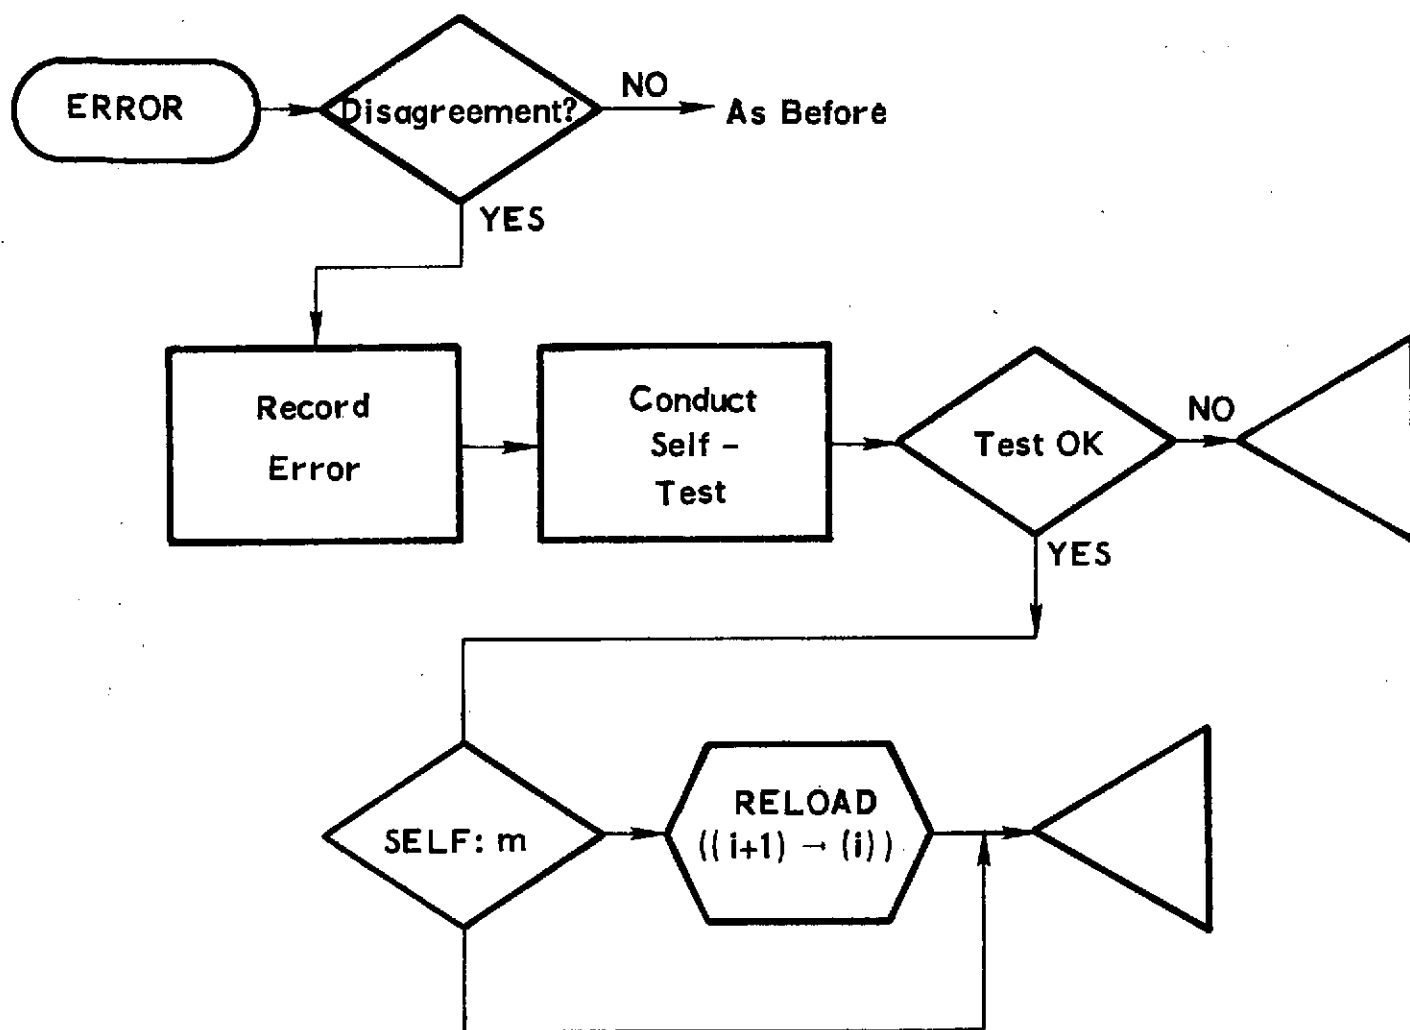 ERROR
Disagreement?
NO
As Before
YES
Record
Error
Conduct
Self -
Test
Test OK
NO
YES
SELF: m
RELOAD
((i+1) → (i))